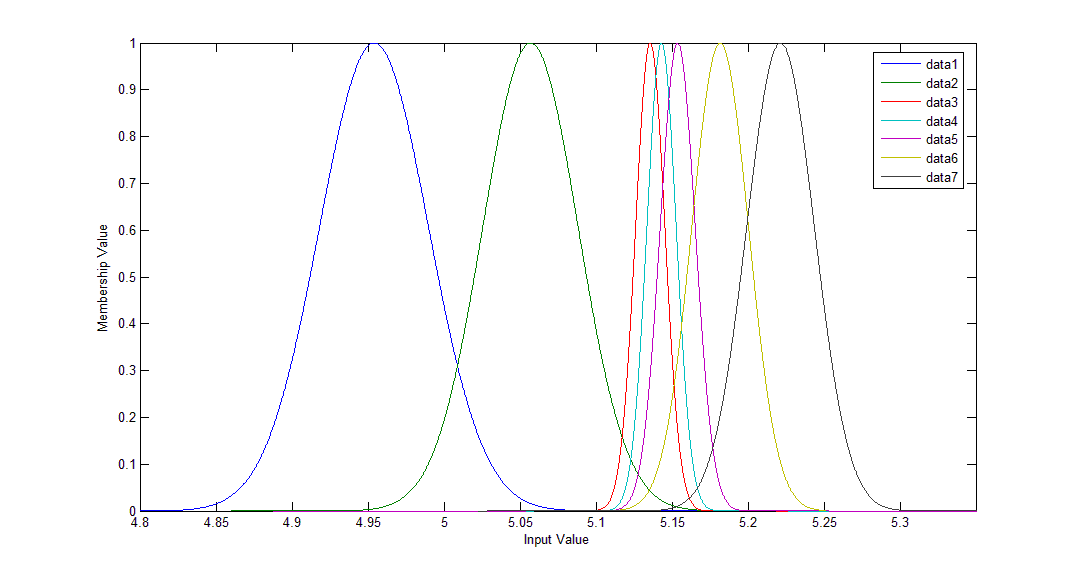 1
0.9
0.8
0.7
0.6
0.5
0.4
0.3
0.2
0.1
0
Membership Value
4.8 4.85 4.9 4.95 5 5.05 5.1 5.15 5.2 5.25 5.3
Input Value
data1
data2
data3
data4
data5
data6
data7